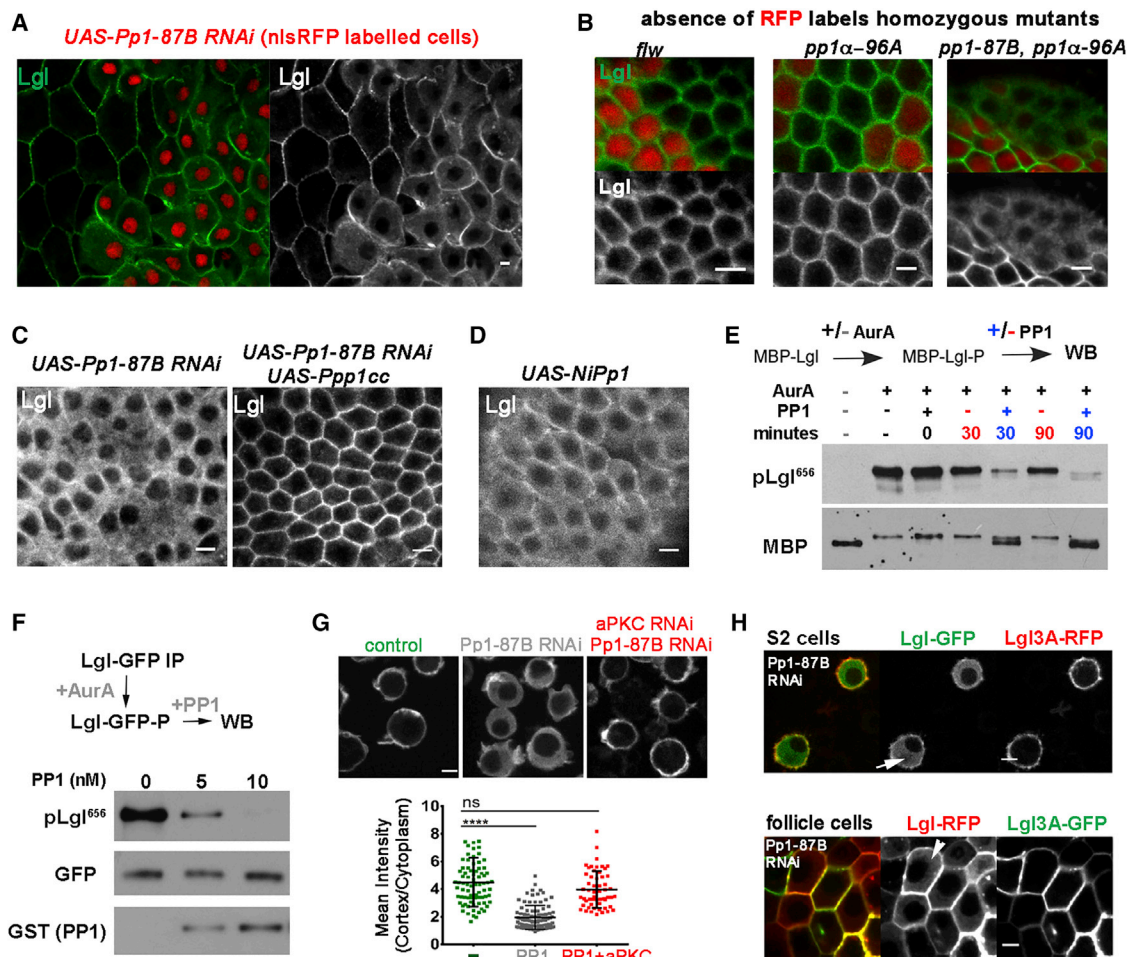 A
UAS-Pp1-87B RNAi (nlsRFP labelled cells)
Lgl
Lgl
B
absence of RFP labels homozygous mutants
flw
pp1α-96A
pp1-87B, pp1α-96A
Lgl
Lgl
C
UAS-Pp1-87B RNAi
UAS-Pp1-87B RNAi
UAS-Ppp1cc
Lgl
Lgl
D
UAS-NiPp1
Lgl
E
+/- AurA
+/- PP1
MBP-Lgl
MBP-Lgl-P
WB
AurA - + + + + + +
PP1 - - + - + - +
minutes - - 0 30 30 90 90
pLgl656
MBP
F
Lgl-GFP IP
+AurA
+PP1
Lgl-GFP-P
WB
PP1 (nM) 0 5 10
pLgl656
GFP
GST (PP1)
G
control
Pp1-87B RNAi
aPKC RNAi
Pp1-87B RNAi
Mean Intensity
(Cortex/Cytoplasm)
10
8
6
4
2
0
ns
****
-
PP1
PP1+aPKC
H
S2 cells
Lgl-GFP
Lgl3A-RFP
Pp1-87B
RNAi
follicle cells
Lgl-RFP
Lgl3A-GFP
Pp1-87B
RNAi